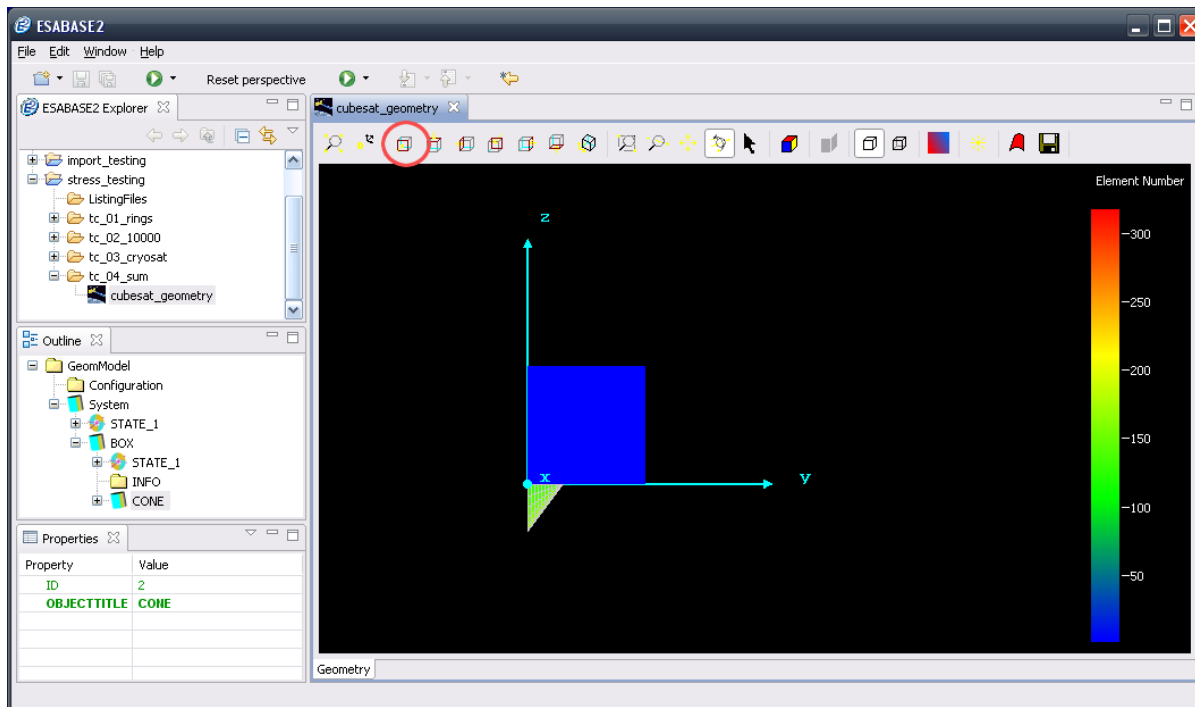 ESABASE2
File Edit Window Help
Reset perspective
ESABASE2 Explorer
import_testing
stress_testing
ListingFiles
tc_01_rings
tc_02_10000
tc_03_cryosat
tc_04_sum
cubesat_geometry
Outline
GeomModel
Configuration
System
STATE_1
BOX
STATE_1
INFO
CONE
Properties
Property Value
ID 2
OBJECTTITLE CONE
cubesat_geometry
Element Number
300
250
200
150
100
50
z
x
y
Geometry